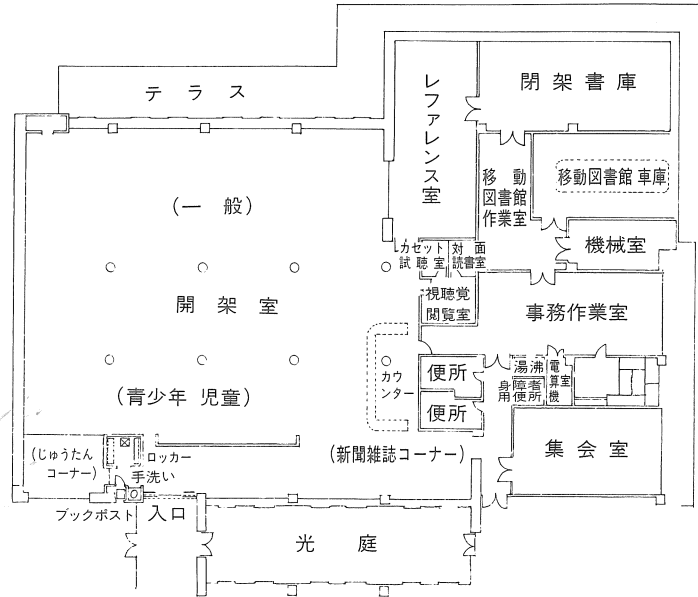 テラス
レファレンス室
閉架書庫
移動
図書館
作業室
移動図書館 車庫
(一般)
カセット
試聴室
対面
読書室
機械室
視聴覚
閲覧室
開架室
事務作業室
カウ
ンター
便所
湯沸
電算機室
身障者
用便所
(青少年 児童)
便所
(じゅうたん
コーナー)
ロッカー
手洗い
(新聞雑誌コーナー)
集会室
ブックポスト
入口
光庭